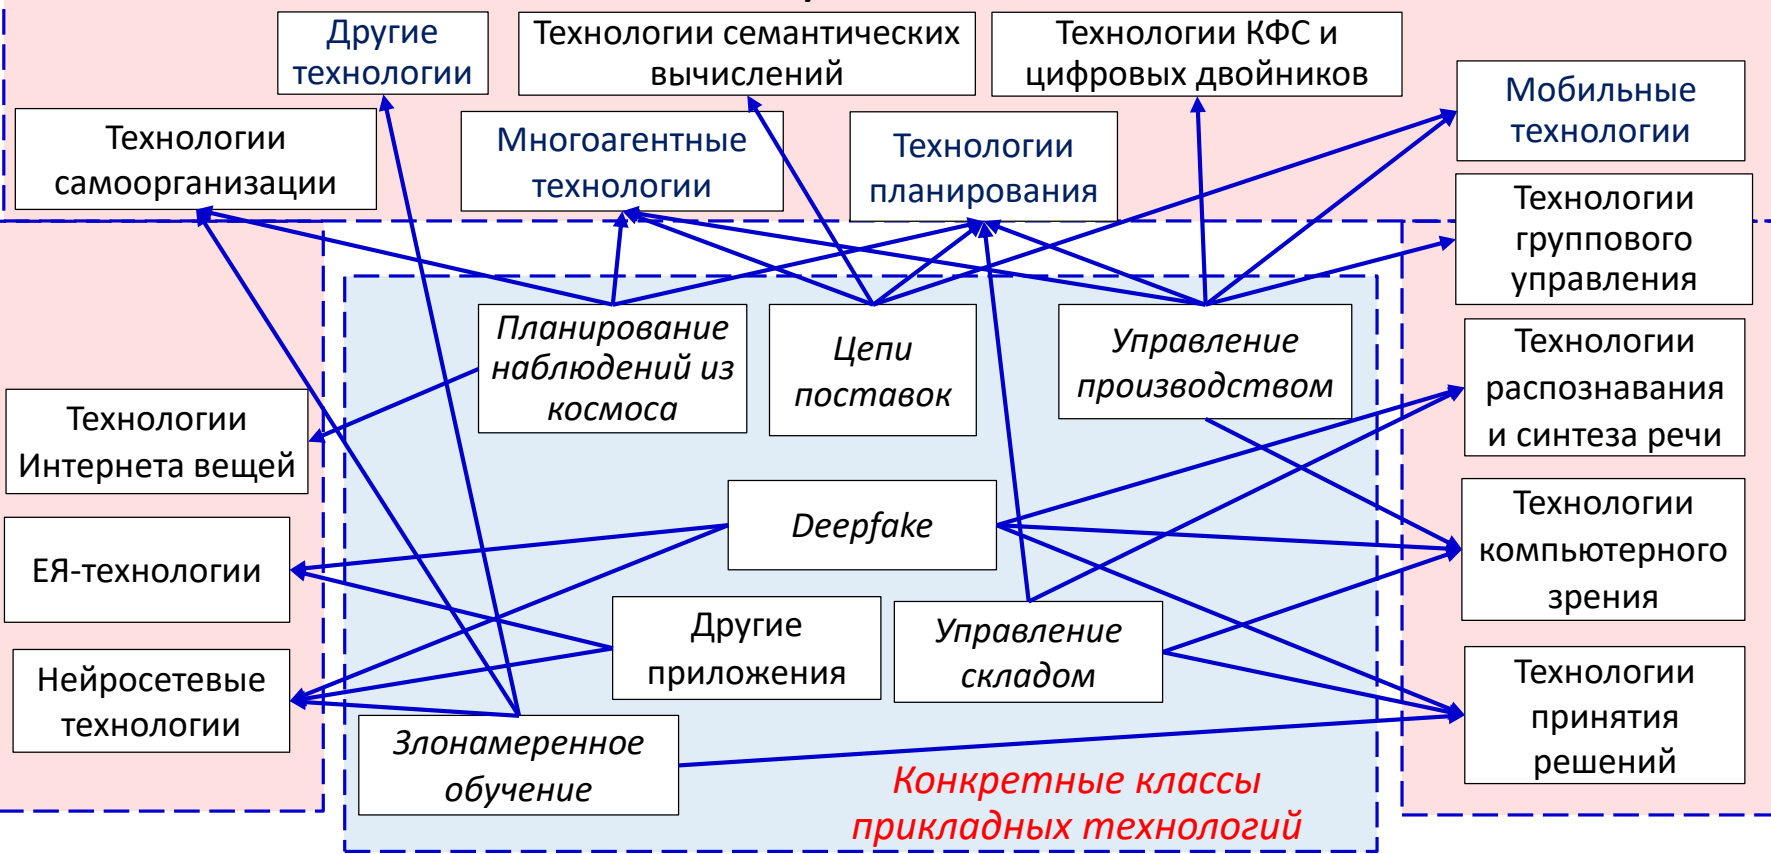 Другие
технологии
Технологии семантических
вычислений
Технологии КФС и
цифровых двойников
Мобильные
технологии
Технологии
самоорганизации
Многоагентные
технологии
Технологии
планирования
Технологии
группового
управления
Планирование
наблюдений из
космоса
Цепи
поставок
Управление
производством
Технологии
распознавания
и синтеза речи
Технологии
Интернета вещей
Deepfake
Технологии
компьютерного
зрения
ЕЯ-технологии
Другие
приложения
Управление
складом
Нейросетевые
технологии
Технологии
принятия
решений
Злонамеренное
обучение
Конкретные классы
прикладных технологий